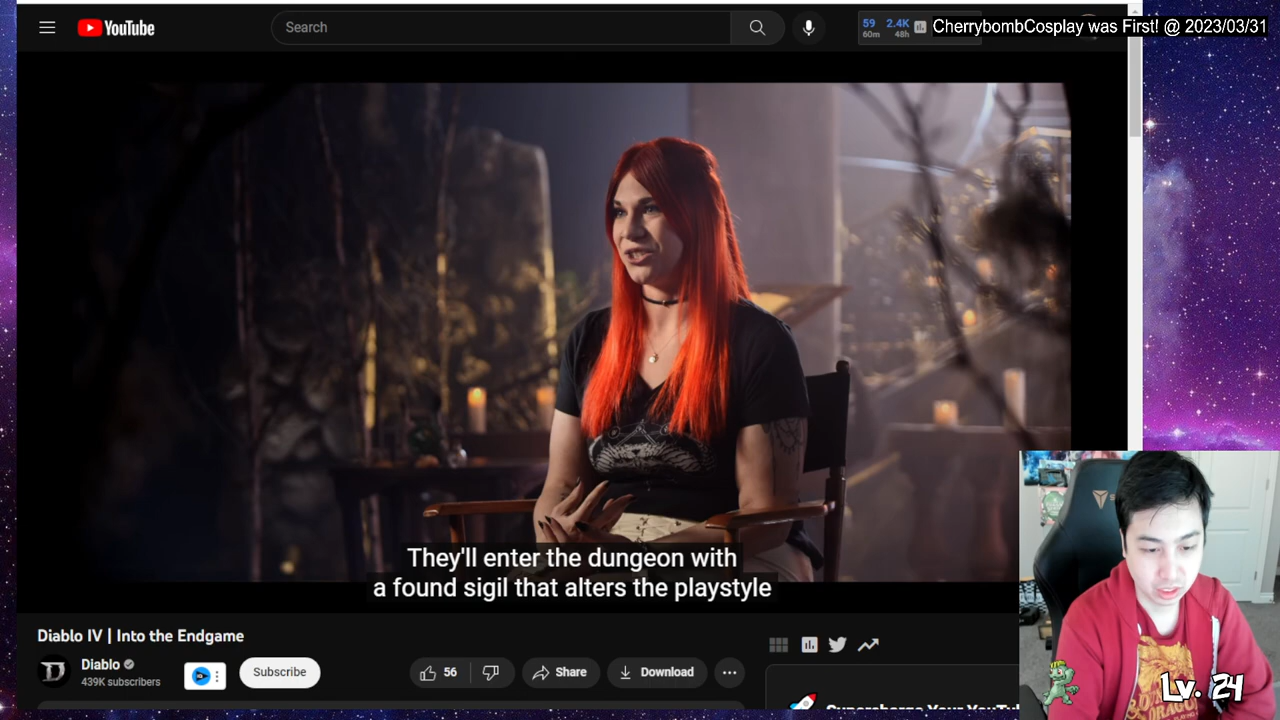 YouTube
Search
59
60m
2.4K
48h
CherrybombCosplay was First! @ 2023/03/31
They'll enter the dungeon with
a found sigil that alters the playstyle
Diablo IV | Into the Endgame
Diablo
439K subscribers
Subscribe
56
Share
Download
Lv. 24